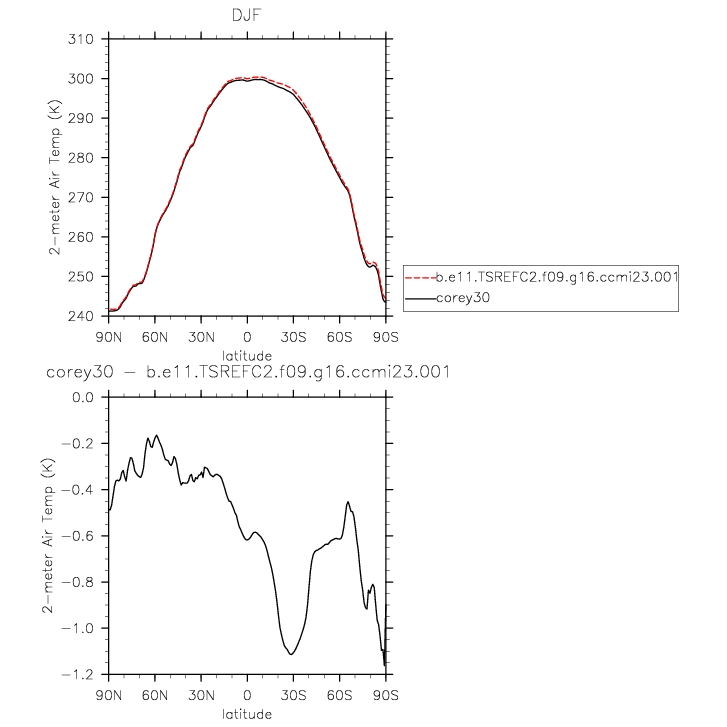 DJF
310
300
290
280
270
260
250
240
2-meter Air Temp (K)
90N 60N 30N 0 30S 60S 90S
latitude
b.e11.TSREFC2.f09.g16.ccmi23.001
corey30
corey30 - b.e11.TSREFC2.f09.g16.ccmi23.001
0.0
-0.2
-0.4
-0.6
-0.8
-1.0
-1.2
2-meter Air Temp (K)
90N 60N 30N 0 30S 60S 90S
latitude